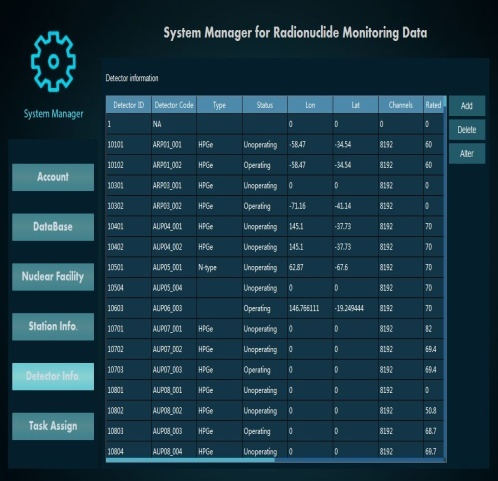 System Manager for Radionuclide Monitoring Data
System Manager
Account
DataBase
Nuclear Facility
Station Info.
Detector Info.
Task Assign
Detector information
Detector ID Detector Code Type Status Lon Lat Channels Rated
1 NA 0 0 0 0
10101 ARP01_001 HPGe Unoperating -58.47 -34.54 8192 60
10102 ARP01_002 HPGe Operating -58.47 -34.54 8192 60
10301 ARP03_001 HPGe Unoperating 0 0 8192 0
10302 ARP03_002 HPGe Operating -71.16 -41.14 8192 0
10401 AUP04_001 HPGe Unoperating 145.1 -37.73 8192 70
10402 AUP04_002 HPGe Unoperating 145.1 -37.73 8192 70
10501 AUP05_001 N-type Unoperating 62.87 -67.6 8192 70
10504 AUP05_004 Unoperating 0 0 8192 70
10603 AUP06_003 Operating 146.766111 -19.249444 8192 70
10701 AUP07_001 HPGe Unoperating 0 0 8192 82
10702 AUP07_002 HPGe Unoperating 0 0 8192 69.4
10703 AUP07_003 HPGe Operating 0 0 8192 69.4
10801 AUP08_001 HPGe Unoperating 0 0 8192 0
10802 AUP08_002 HPGe Unoperating 0 0 8192 50.8
10803 AUP08_003 HPGe Operating 0 0 8192 68.7
10804 AUP08_004 HPGe Unoperating 0 0 8192 69.7
Add
Delete
Alter